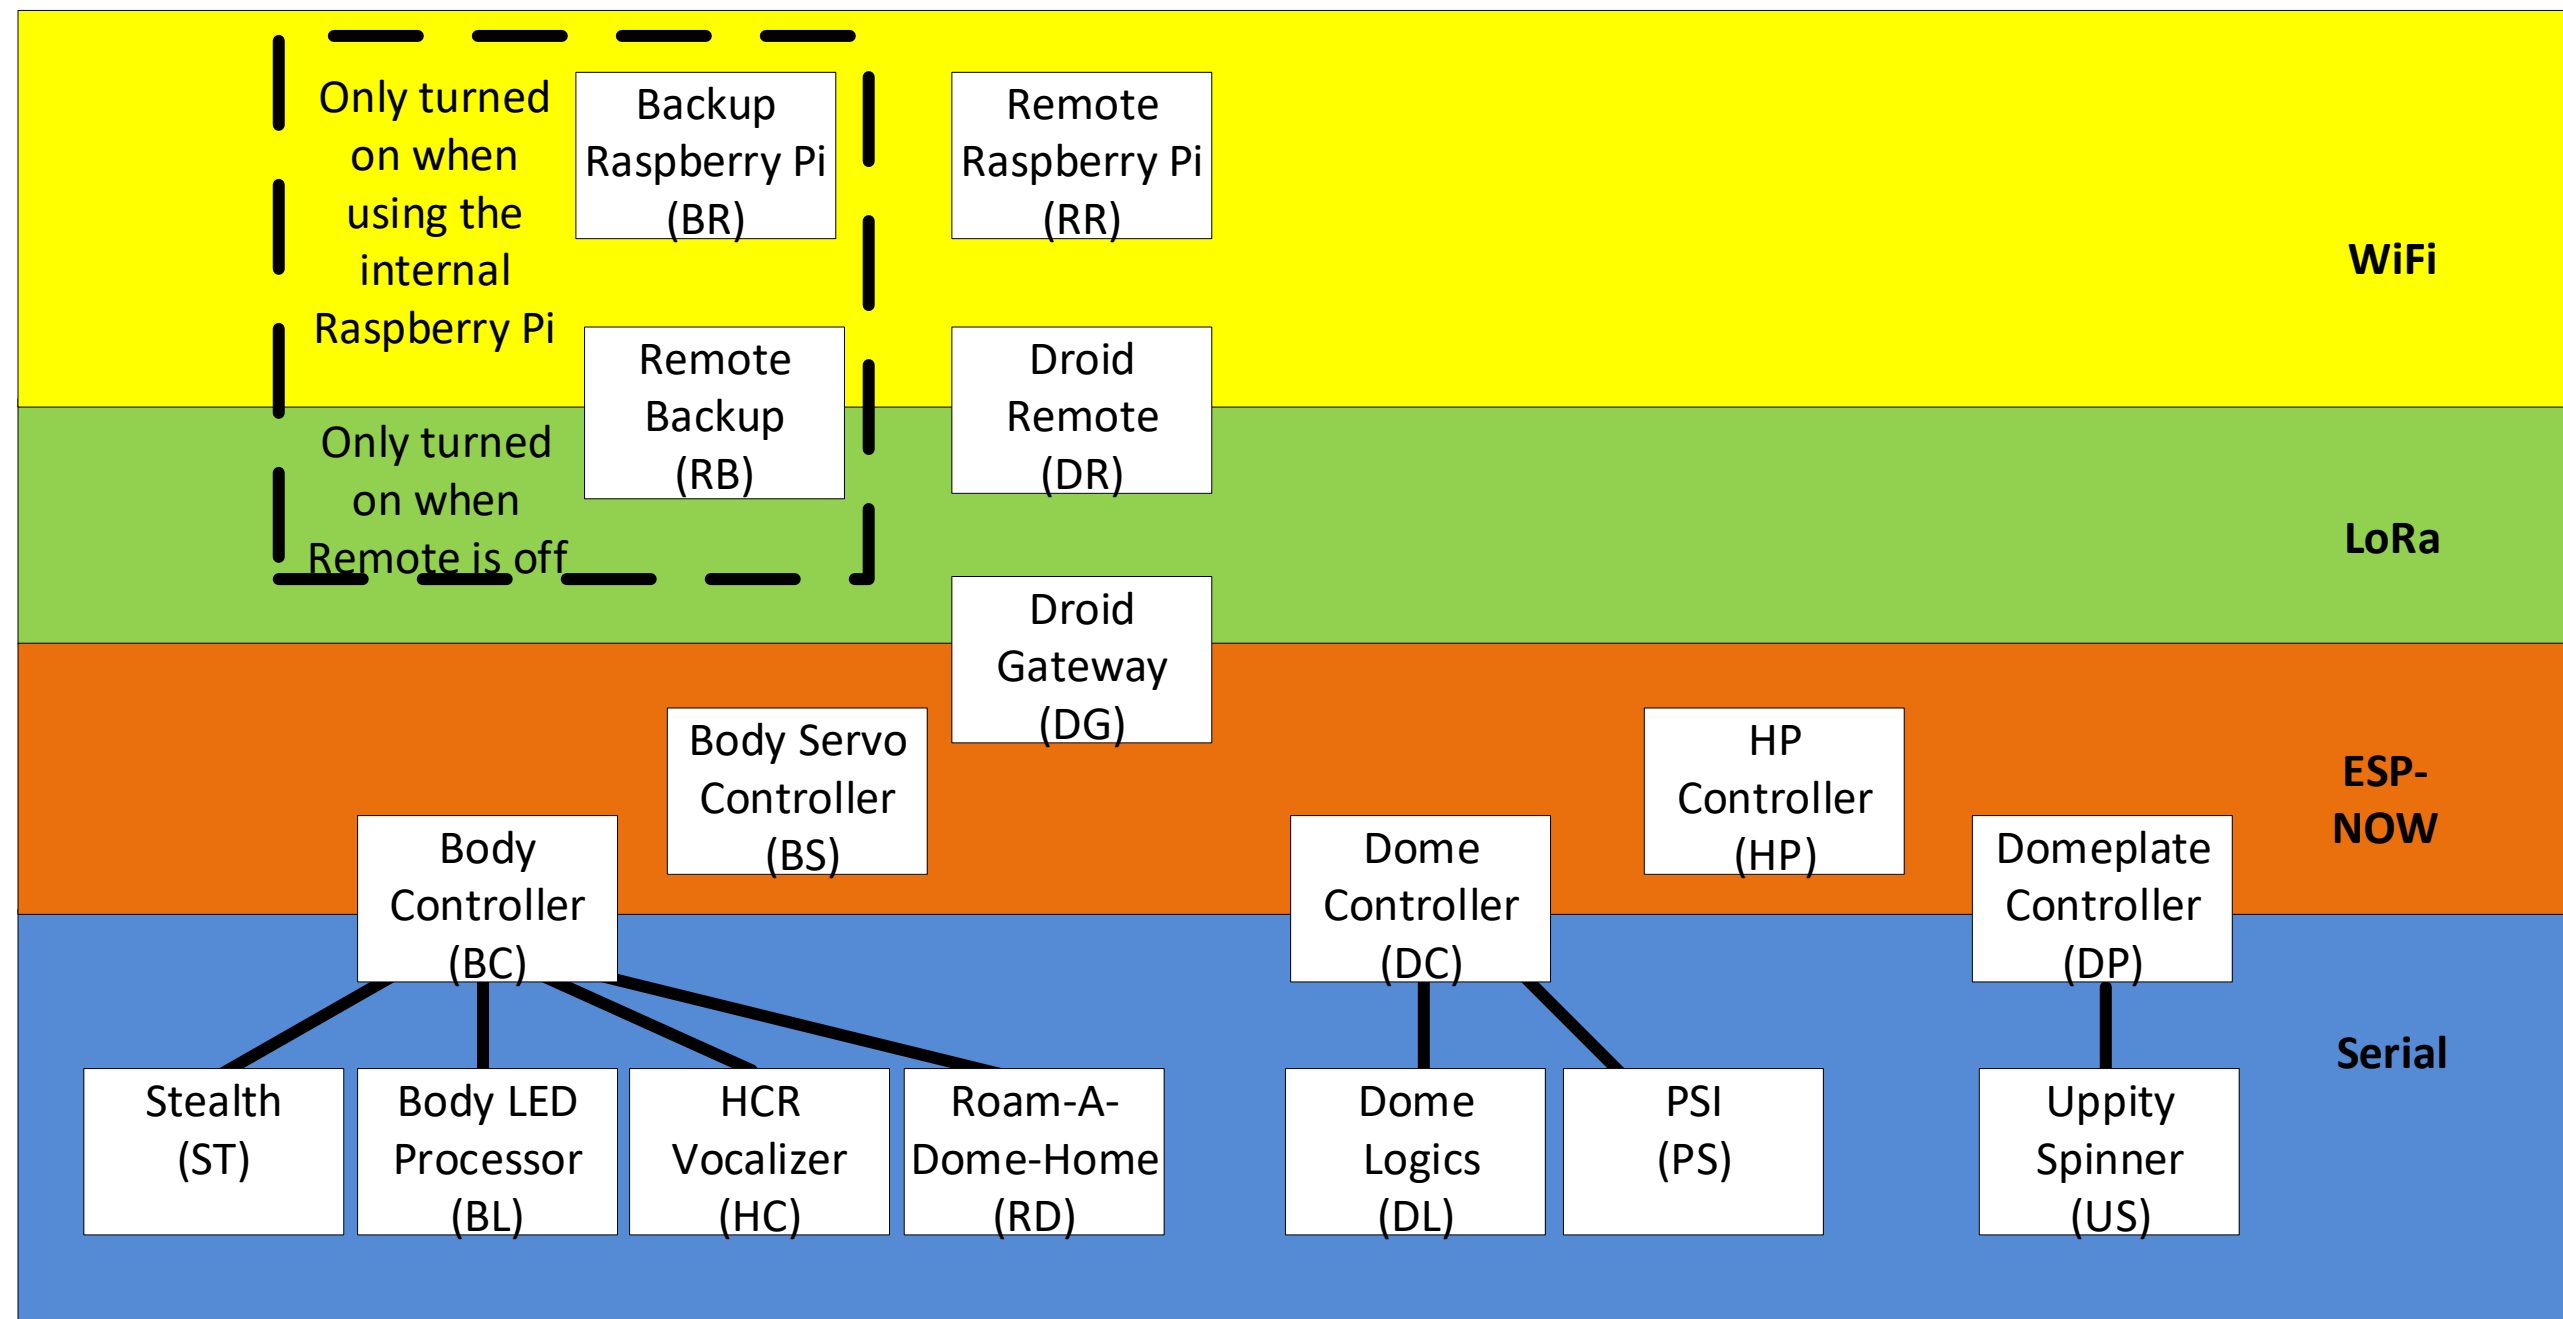 Only turned
on when
using the
internal
Raspberry Pi
Backup
Raspberry Pi
(BR)
Remote
Raspberry Pi
(RR)
WiFi
Remote
Backup
(RB)
Droid
Remote
(DR)
Only turned
on when
Remote is off
LoRa
Droid
Gateway
(DG)
Body Servo
Controller
(BS)
HP
Controller
(HP)
ESP-
NOW
Body
Controller
(BC)
Dome
Controller
(DC)
Domeplate
Controller
(DP)
Serial
Stealth
(ST)
Body LED
Processor
(BL)
HCR
Vocalizer
(HC)
Roam-A-
Dome-Home
(RD)
Dome
Logics
(DL)
PSI
(PS)
Uppity
Spinner
(US)